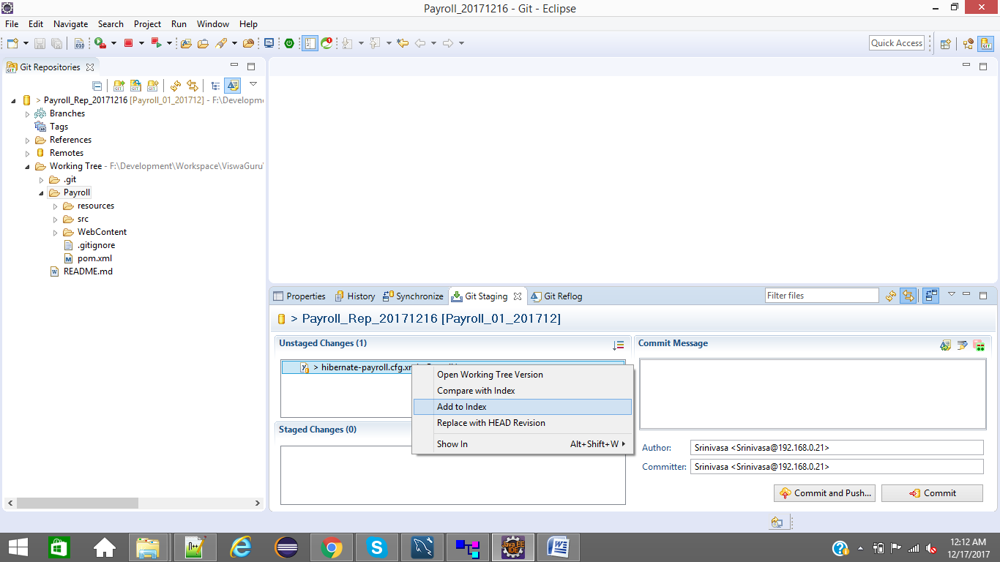 Payroll_20171216 - Git - Eclipse
File Edit Navigate Search Project Run Window Help
Quick Access
Git Repositories
> Payroll_Rep_20171216 [Payroll_01_201712] - F:\Developme
Branches
Tags
References
Remotes
Working Tree - F:\Development\Workspace\ViswaGuru
.git
Payroll
resources
src
WebContent
.gitignore
pom.xml
README.md
Properties History Synchronize Git Staging Git Reflog
Filter files
> Payroll_Rep_20171216 [Payroll_01_201712]
Unstaged Changes (1)
> hibernate-payroll.cfg.xm
Open Working Tree Version
Compare with Index
Add to Index
Replace with HEAD Revision
Show In Alt+Shift+W
Staged Changes (0)
Commit Message
Author: Srinivasa <Srinivasa@192.168.0.21>
Committer: Srinivasa <Srinivasa@192.168.0.21>
Commit and Push... Commit
12:12 AM
12/17/2017